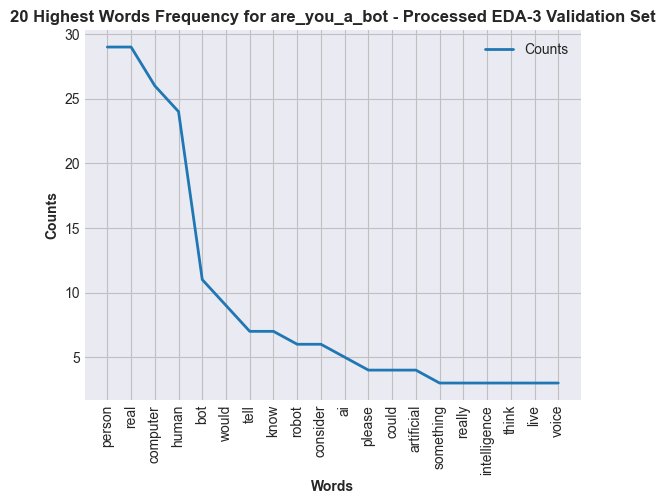 20 Highest Words Frequency for are_you_a_bot - Processed EDA-3 Validation Set
Counts
30
25
20
15
10
5
Counts
person
real
computer
human
bot
would
tell
know
robot
consider
ai
please
could
artificial
something
really
intelligence
think
live
voice
Words